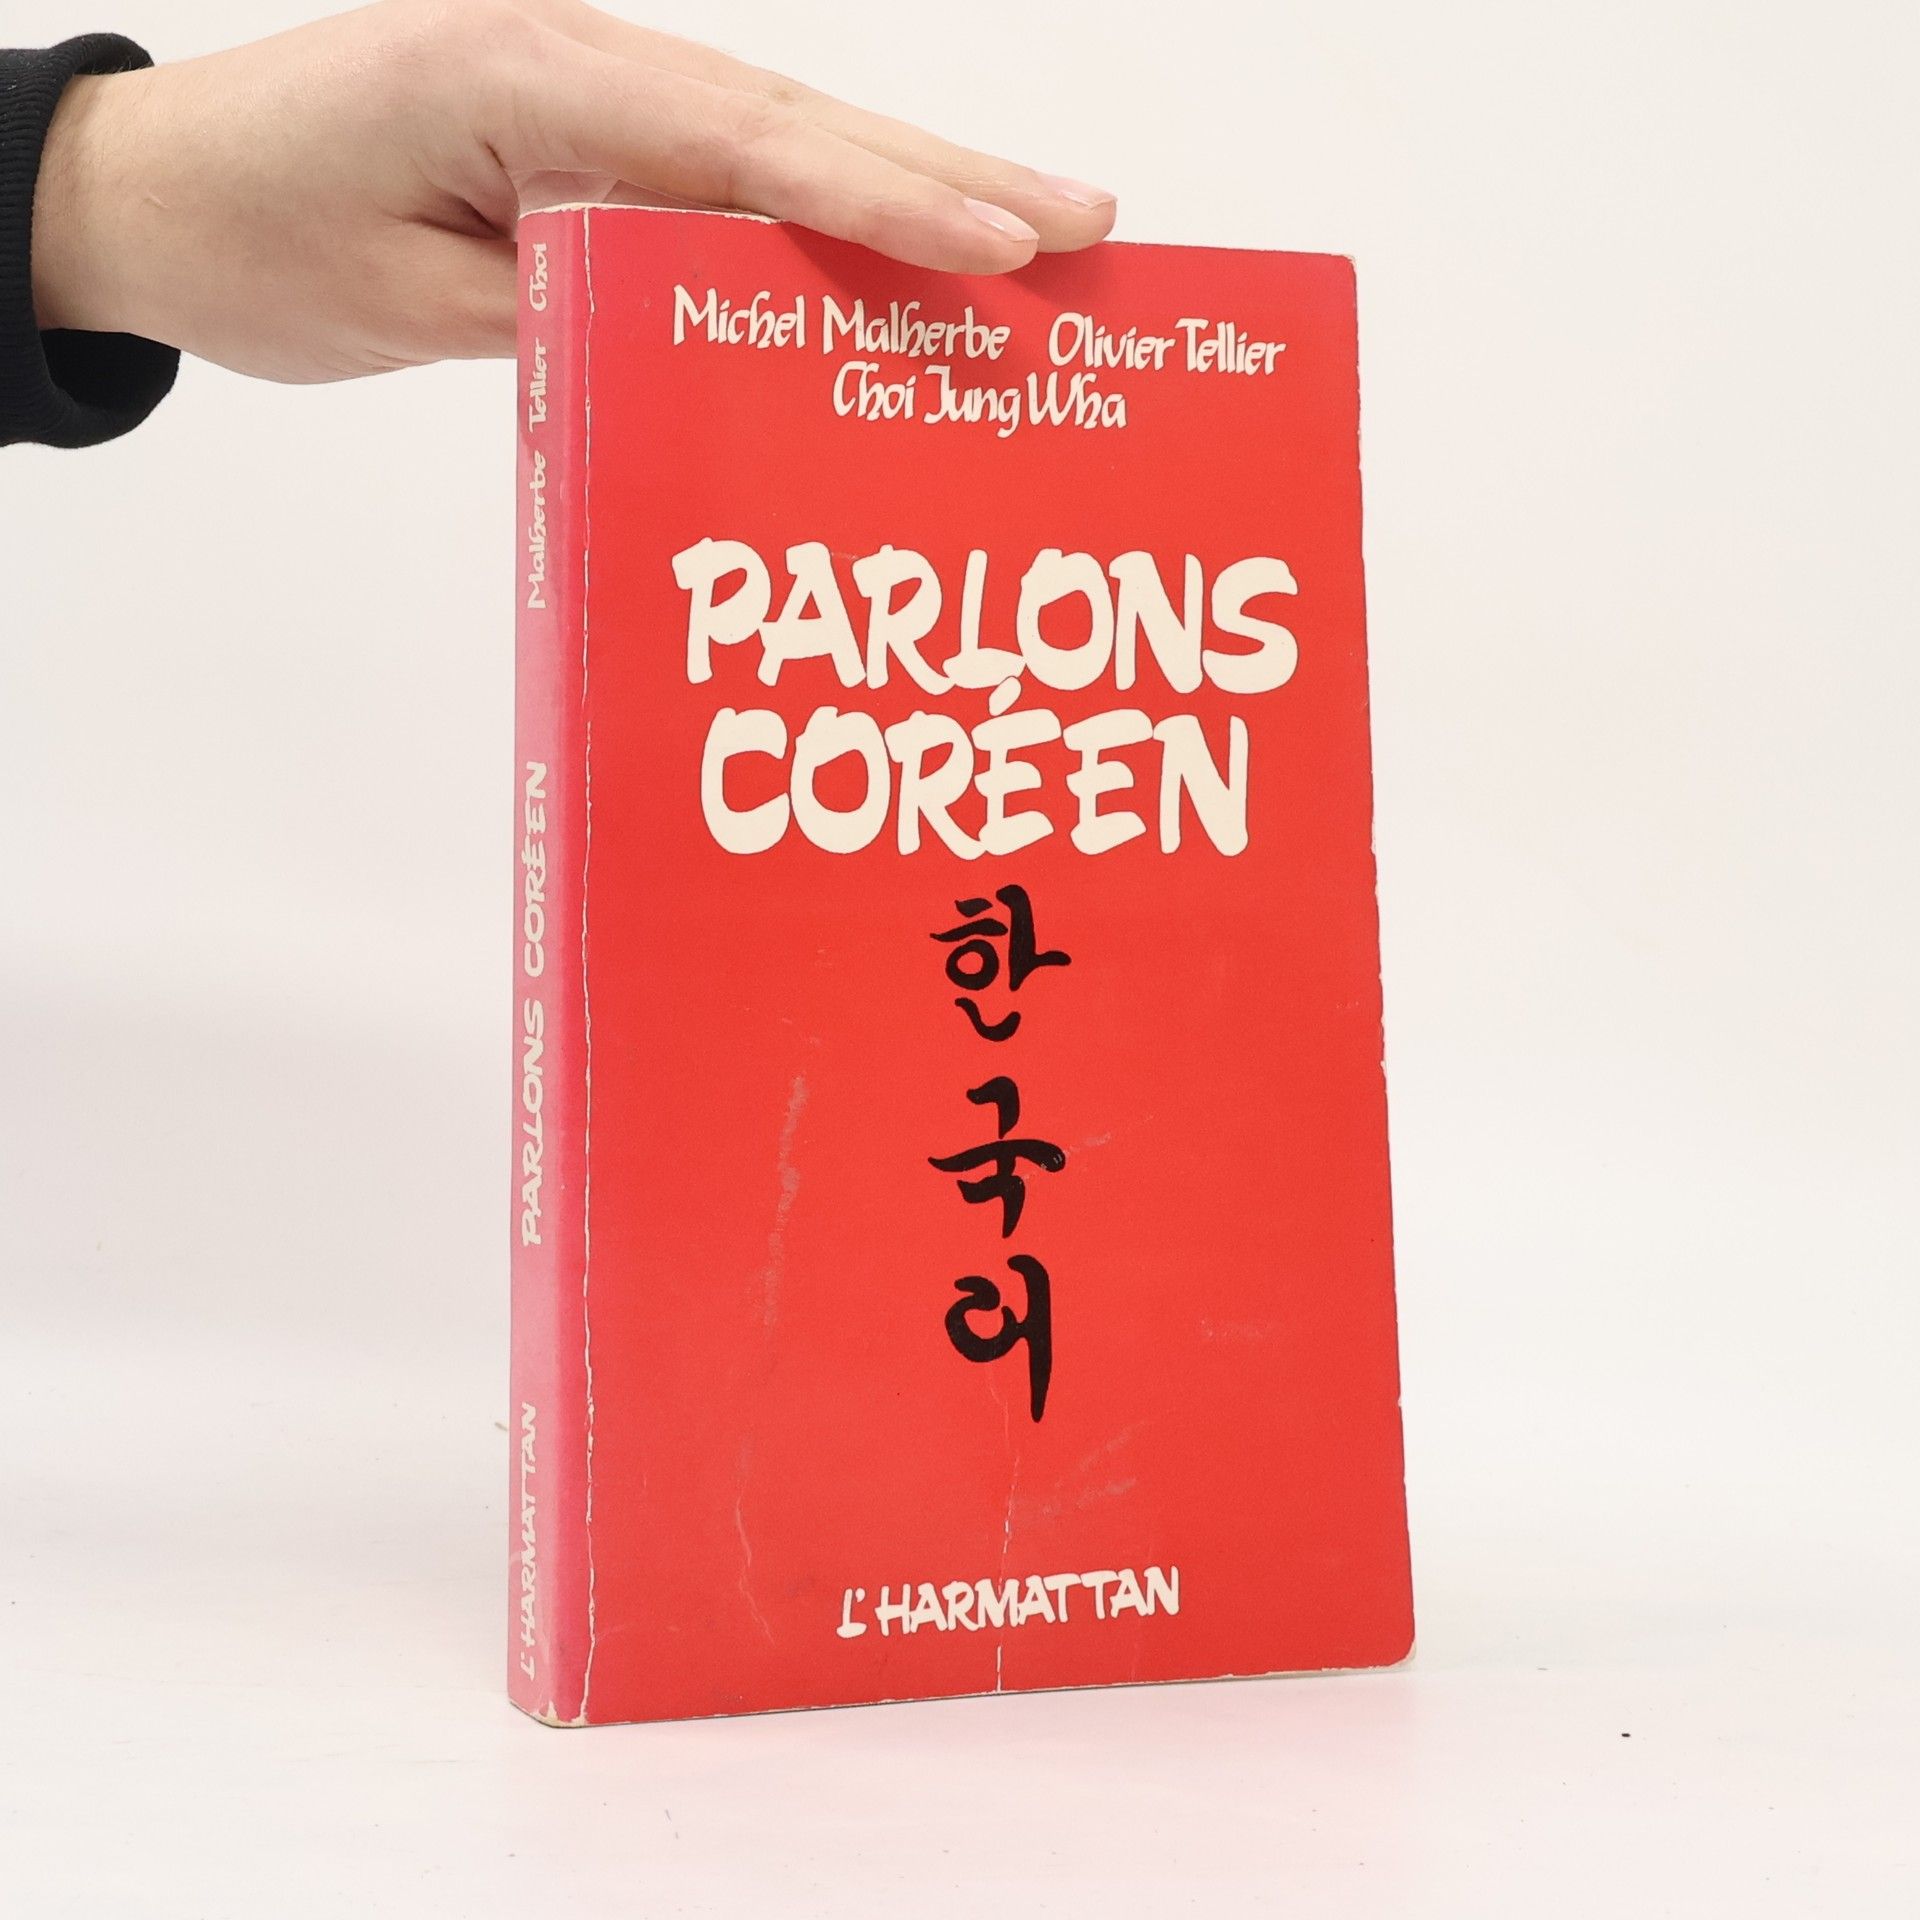 Michel Malherbe Olivier Tellier
Choi Jung Wha
PARLONS
CORÉEN
한
국
어
L'HARMATTAN
L'HARMATTAN PARLONS CORÉEN Malherbe Tellier Choi